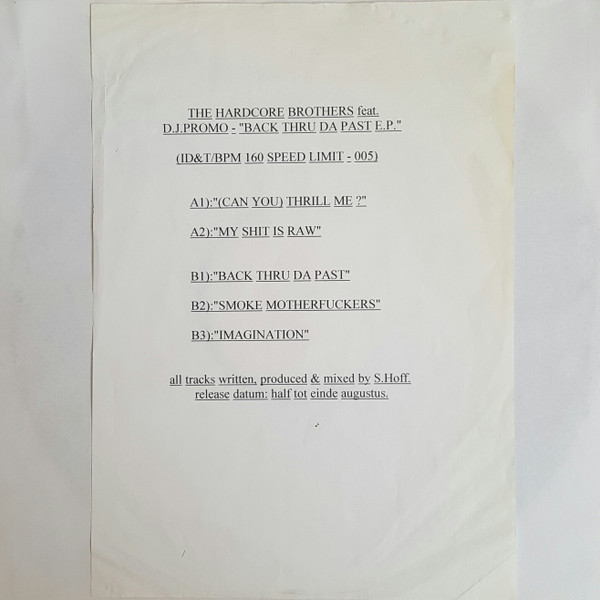 THE HARDCORE BROTHERS feat.
D.J.PROMO - "BACK THRU DA PAST E.P."
(ID&T/BPM 160 SPEED LIMIT - 005)
A1):"(CAN YOU) THRILL ME ?"
A2):"MY SHIT IS RAW"
B1):"BACK THRU DA PAST"
B2):"SMOKE MOTHERFUCKERS"
B3):"IMAGINATION"
all tracks written, produced & mixed by S.Hoff.
release datum: half tot einde augustus.